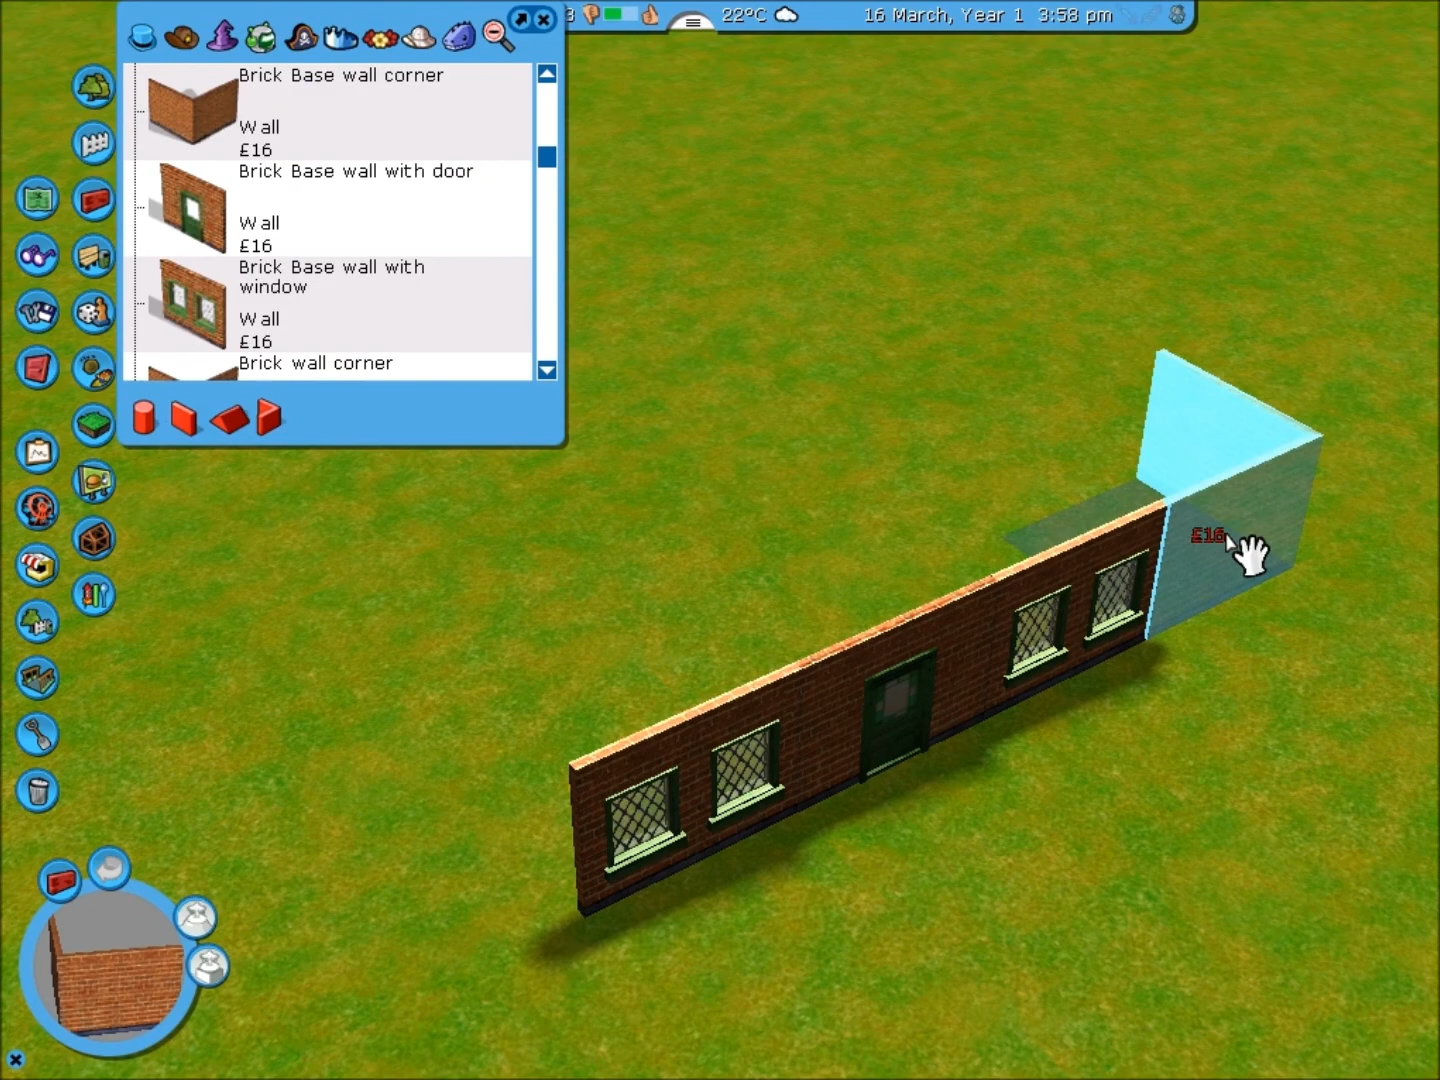 3
22°C
16 March, Year 1 3:58 pm
Brick Base wall corner
Wall
£16
Brick Base wall with door
Wall
£16
Brick Base wall with
window
Wall
£16
Brick wall corner
£16